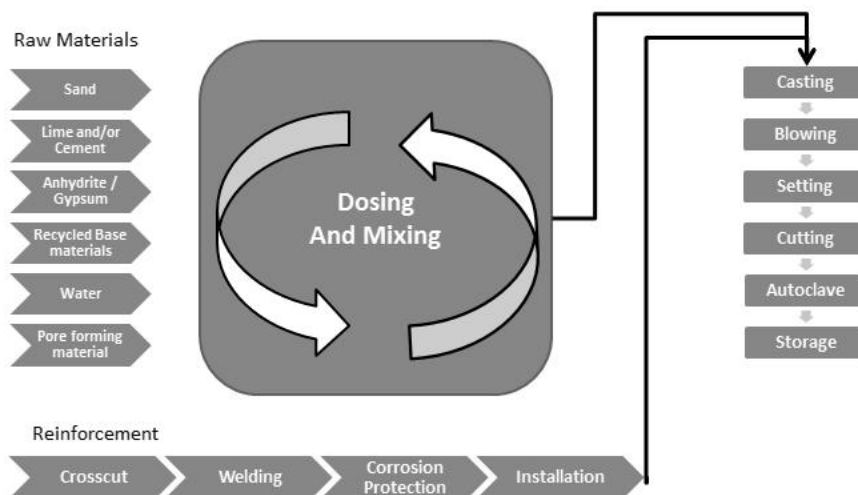 Raw Materials
Sand
Lime and/or
Cement
Anhydrite /
Gypsum
Recycled Base
materials
Water
Pore forming
material
Dosing
And Mixing
Casting
Blowing
Setting
Cutting
Autoclave
Storage
Reinforcement
Crosscut
Welding
Corrosion
Protection
Installation